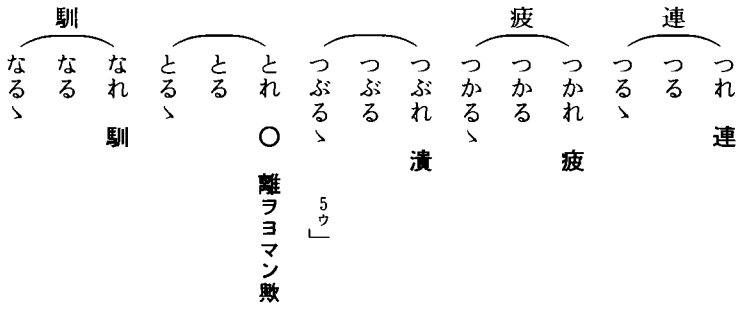 連
つれ 連
つる
つるゝ
疲
つかれ 疲
つかる
つかるゝ
つぶれ 潰
つぶる
つぶるゝ 5ゥ」
とれ ○ 離ヲヨマン歟
とる
とるゝ
馴
なれ 馴
なる
なるゝ